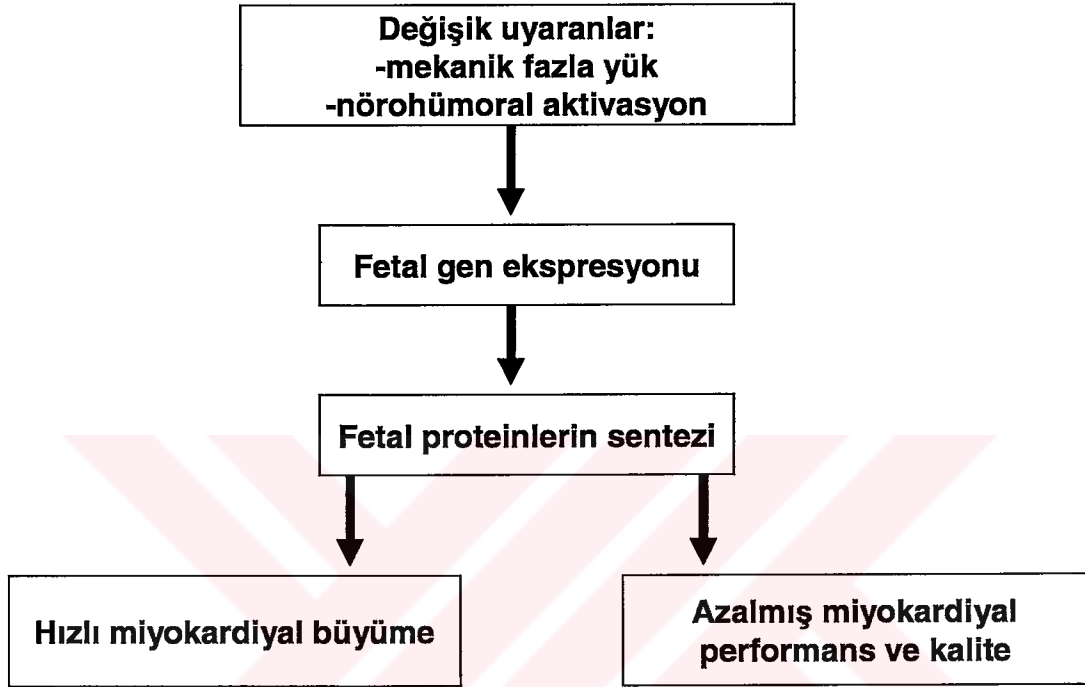 Değişik uyaranlar:
-mekanik fazla yük
-nörohümoral aktivasyon
Fetal gen ekspresyonu
Fetal proteinlerin sentezi
Hızlı miyokardiyal büyüme
Azalmış miyokardiyal
performans ve kalite